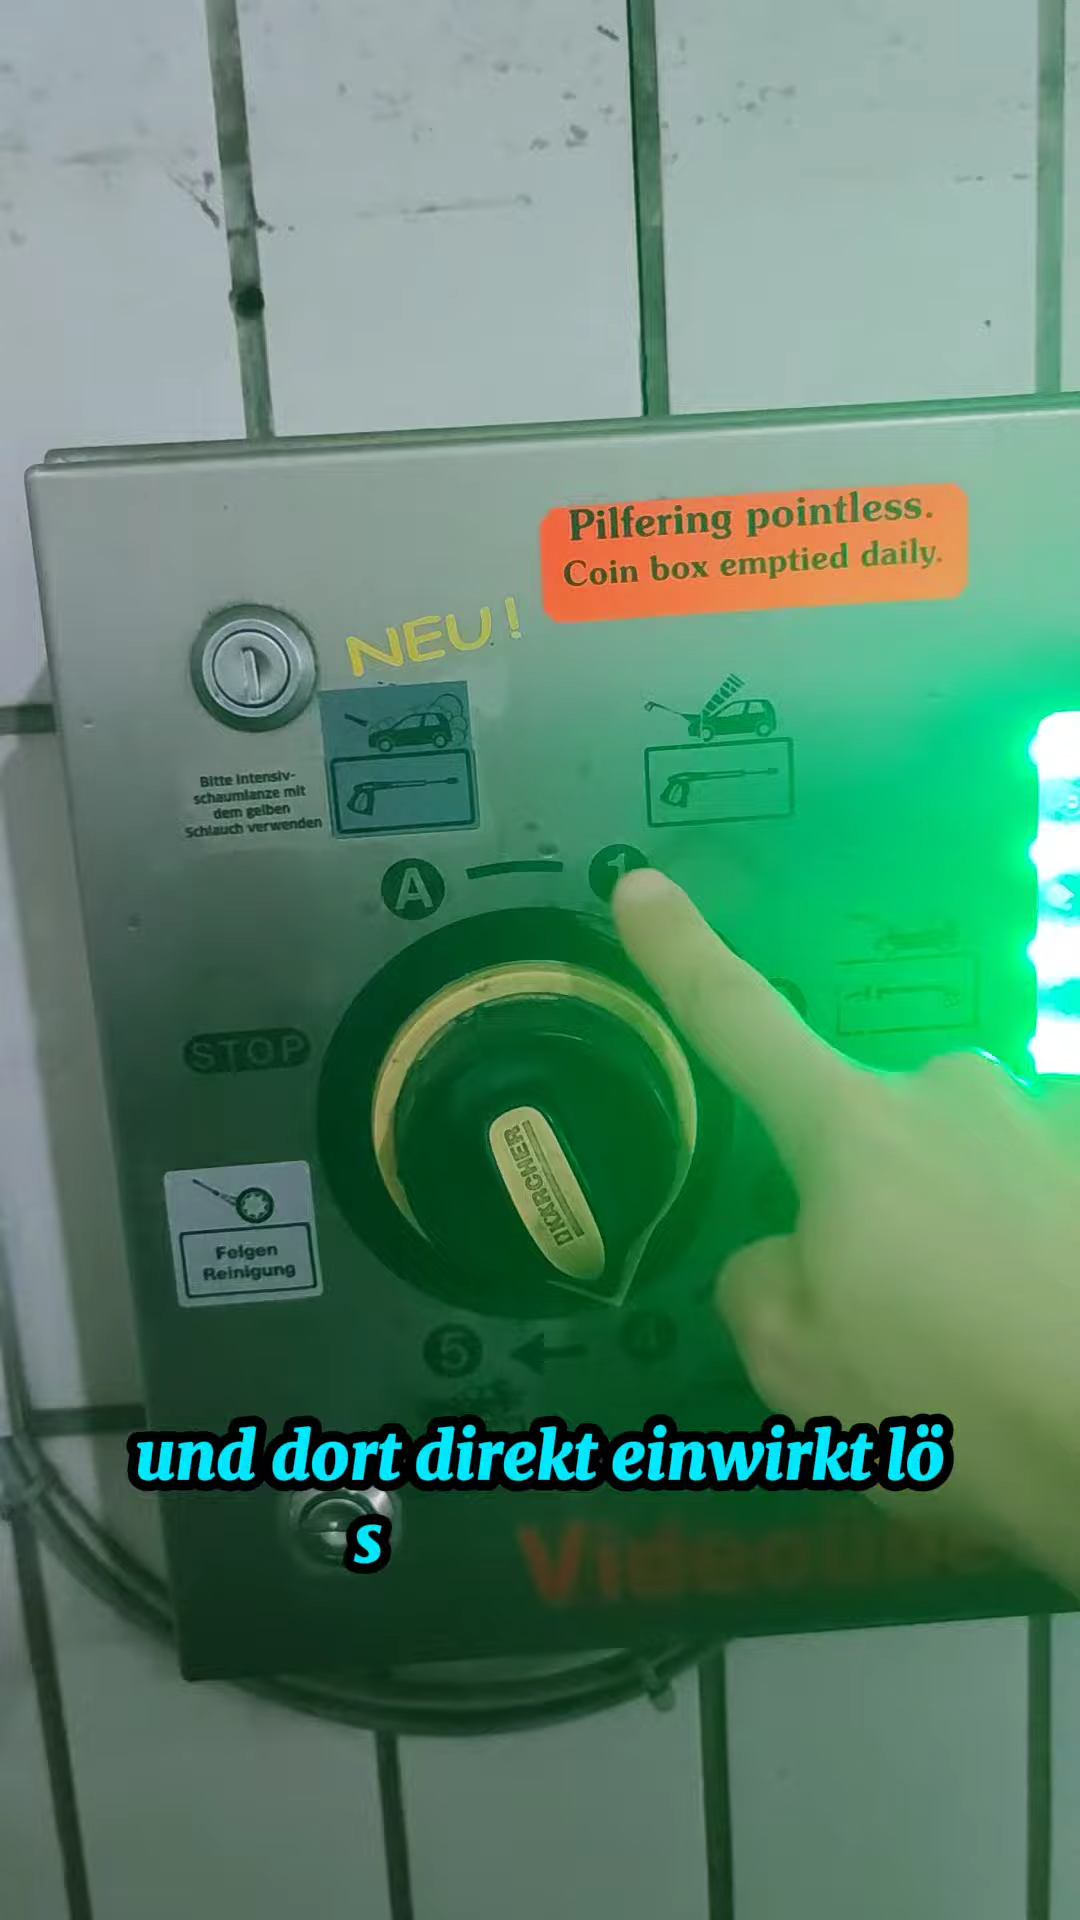 Pilfering pointless.
Coin box emptied daily.
NEU!
Bitte Intensiv-
schaumlanze mit
dem gelben
Schlauch verwenden
A
1
STOP
KÄRCHER
Felgen
Reinigung
5
4
und dort direkt einwirkt lö
s